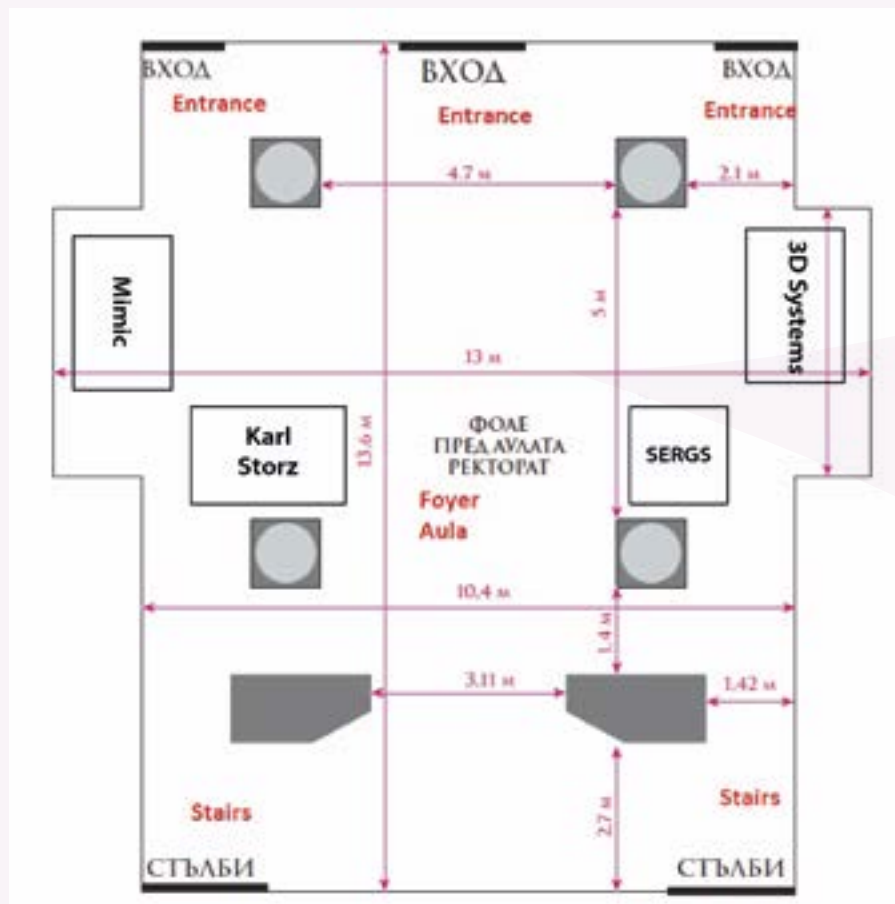 ВХОД
ВХОД
ВХОД
Entrance
Entrance
Entrance
4.7 м
2.1 м
Mimic
3D Systems
5 м
13 м
13.6 м
Karl
Storz
ФОАЕ
ПРЕД АУЛАТА
РЕКТОРАТ
SERGS
Foyer
Aula
10.4 м
1.4 м
3.11 м
1.42 м
Stairs
Stairs
2.7 м
СТЪЛБИ
СТЪЛБИ